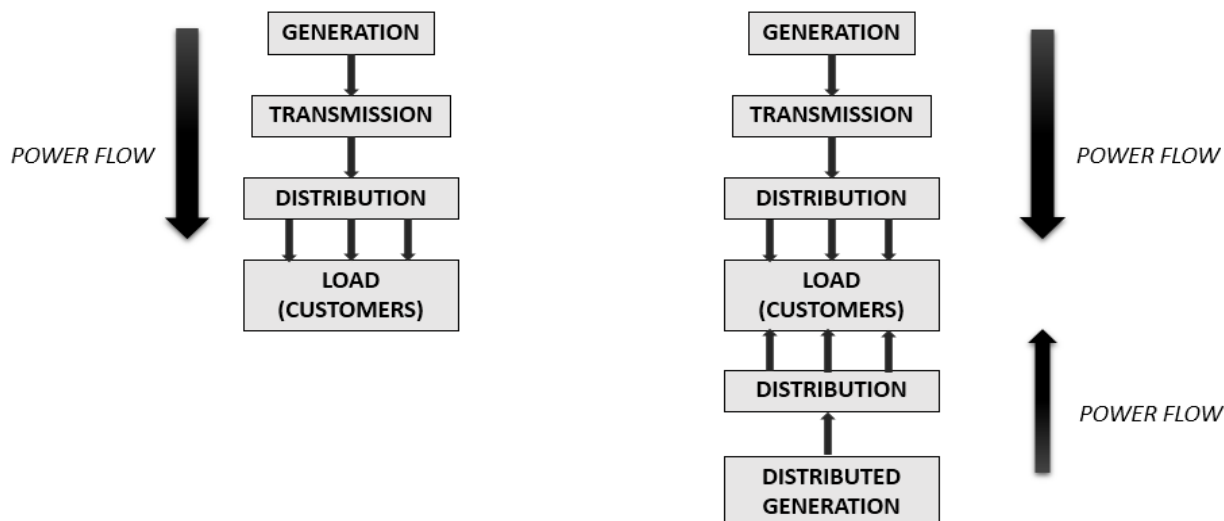 GENERATION
TRANSMISSION
POWER FLOW
DISTRIBUTION
LOAD
(CUSTOMERS)
GENERATION
TRANSMISSION
POWER FLOW
DISTRIBUTION
LOAD
(CUSTOMERS)
DISTRIBUTION
POWER FLOW
DISTRIBUTED
GENERATION